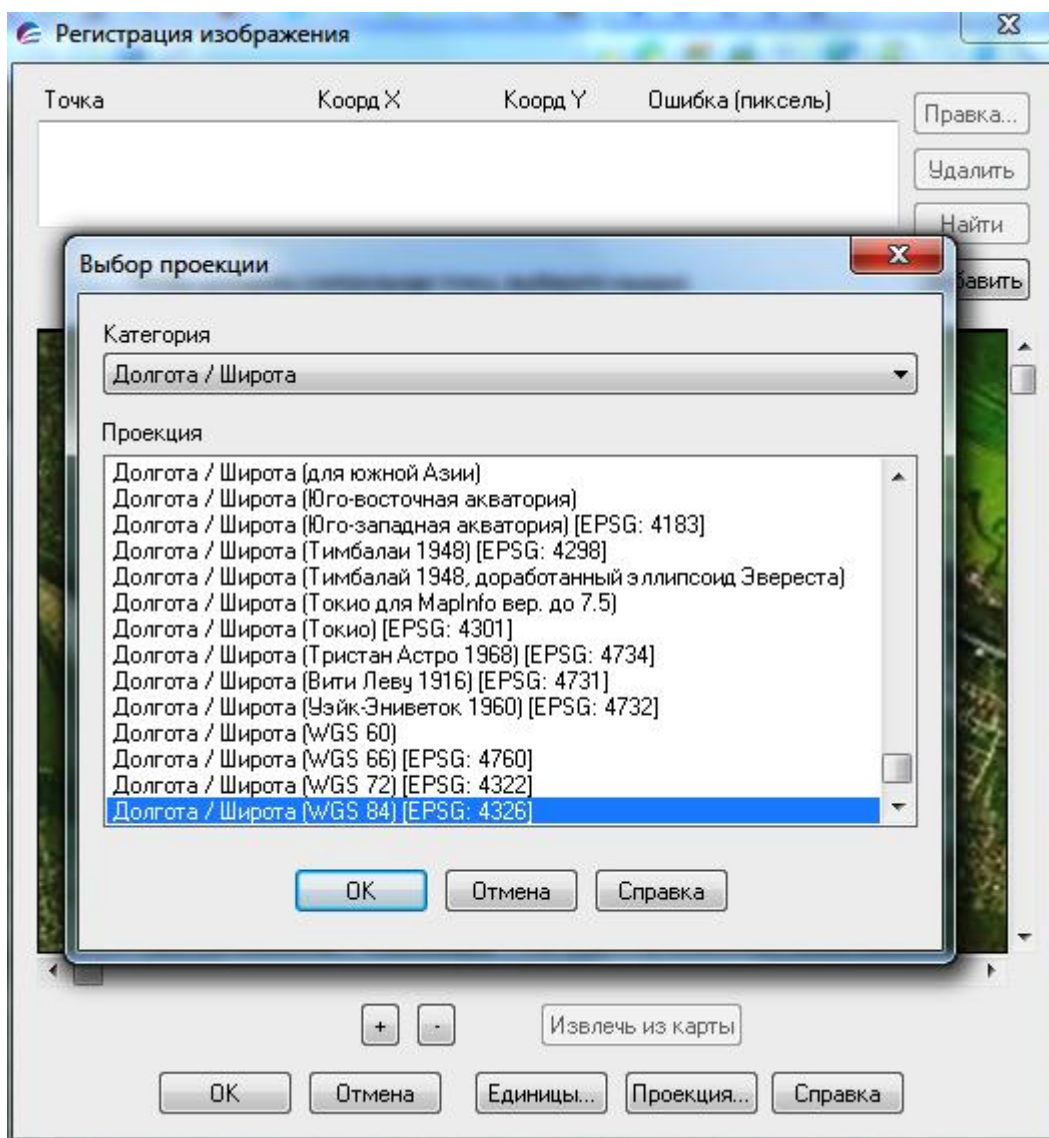 Регистрация изображения
Точка Коорд X Коорд Y Ошибка (пиксель)
Правка...
Удалить
Найти
Выбор проекции
бавить
Категория
Долгота / Широта
Проекция
Долгота / Широта (для южной Азии)
Долгота / Широта (Юго-восточная акватория)
Долгота / Широта (Юго-западная акватория) [EPSG: 4183]
Долгота / Широта (Тимбалаи 1948) [EPSG: 4298]
Долгота / Широта (Тимбалай 1948, доработанный эллипсоид Эвереста)
Долгота / Широта (Токио для MapInfo вер. до 7.5)
Долгота / Широта (Токио) [EPSG: 4301]
Долгота / Широта (Тристан Астро 1968) [EPSG: 4734]
Долгота / Широта (Вити Леву 1916) [EPSG: 4731]
Долгота / Широта (Уэйк-Эниветок 1960) [EPSG: 4732]
Долгота / Широта (WGS 60)
Долгота / Широта (WGS 66) [EPSG: 4760]
Долгота / Широта (WGS 72) [EPSG: 4322]
Долгота / Широта (WGS 84) [EPSG: 4326]
OK Отмена Справка
+ - Извлечь из карты
OK Отмена Единицы... Проекция... Справка